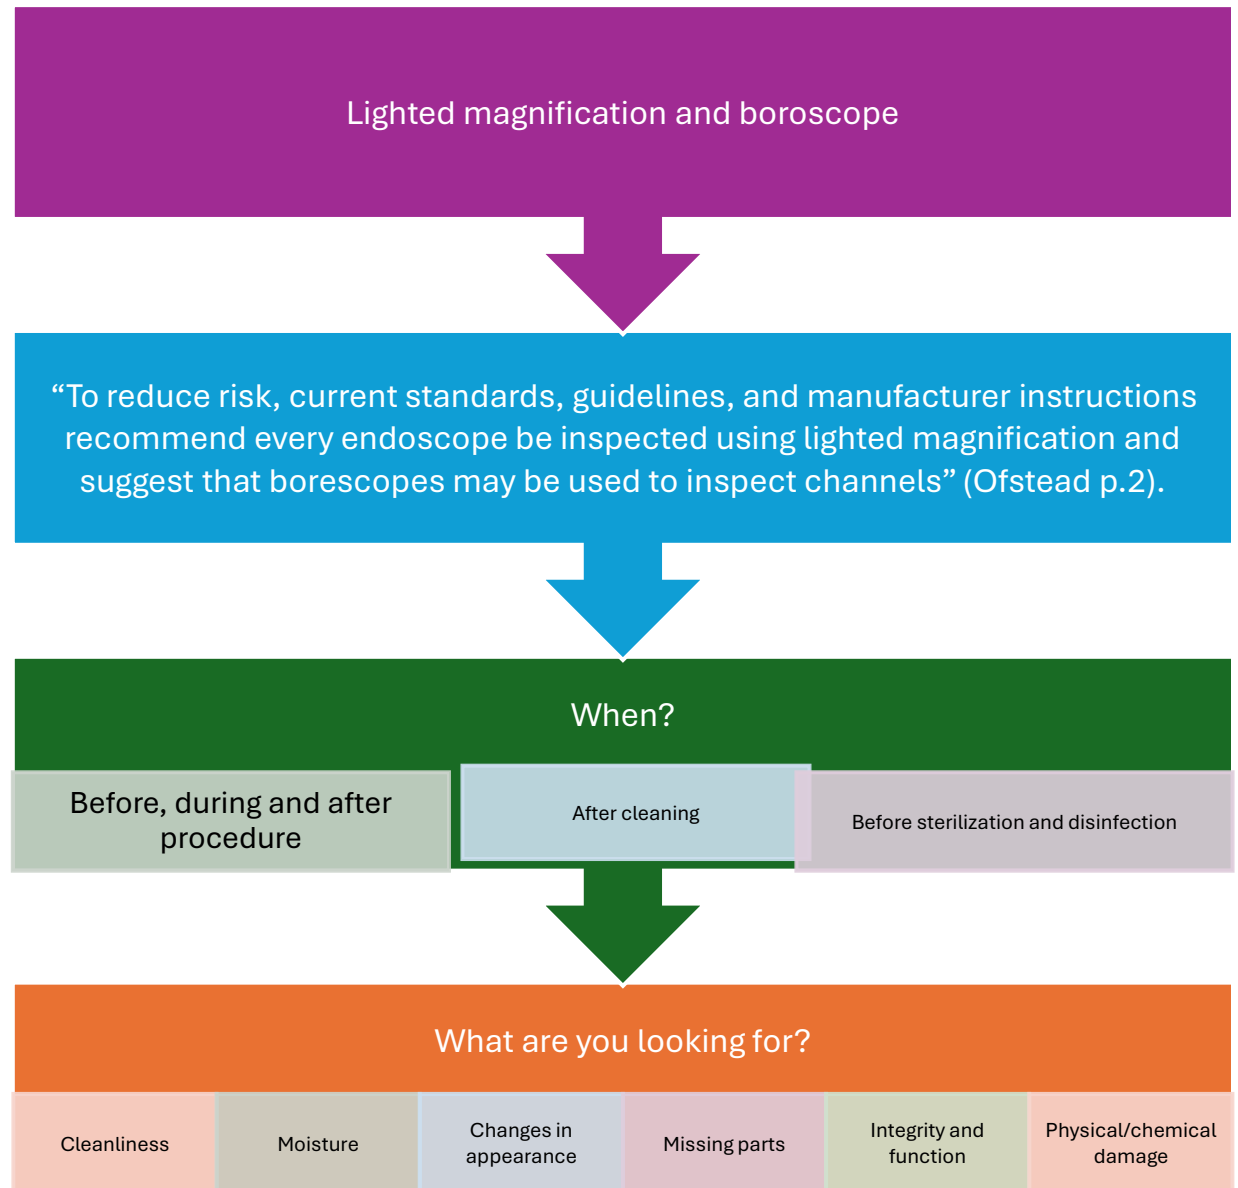 Lighted magnification and boroscope
“To reduce risk, current standards, guidelines, and manufacturer instructions
recommend every endoscope be inspected using lighted magnification and
suggest that borescopes may be used to inspect channels” (Ofstead p.2).
When?
Before, during and after
procedure
After cleaning
Before sterilization and disinfection
What are you looking for?
Cleanliness
Moisture
Changes in
appearance
Missing parts
Integrity and
function
Physical/chemical
damage